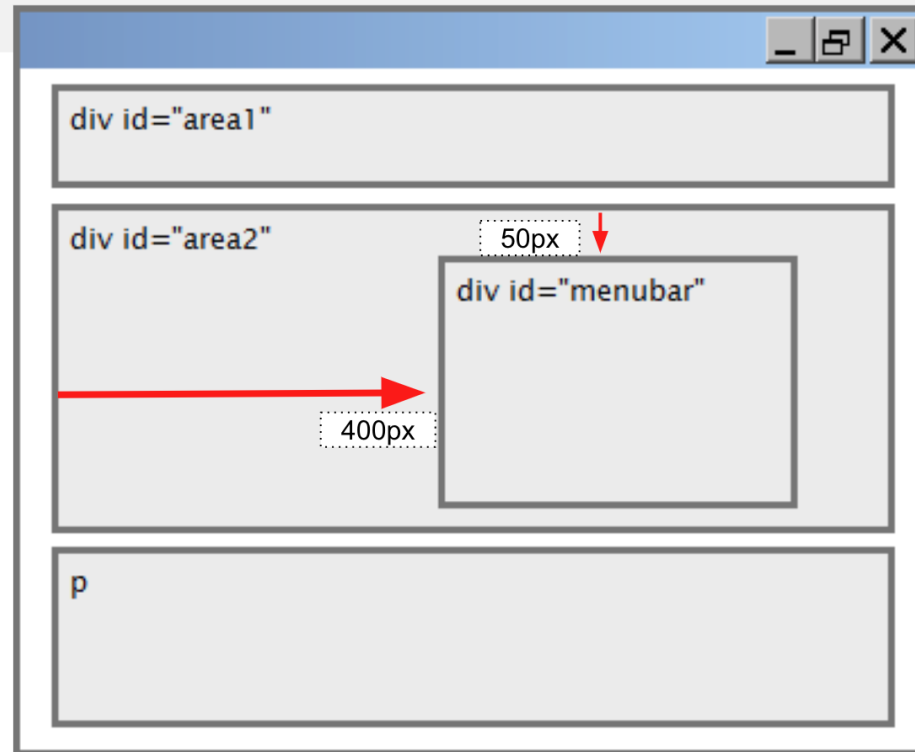 div id="area1"
div id="area2"
50px
div id="menubar"
400px
p